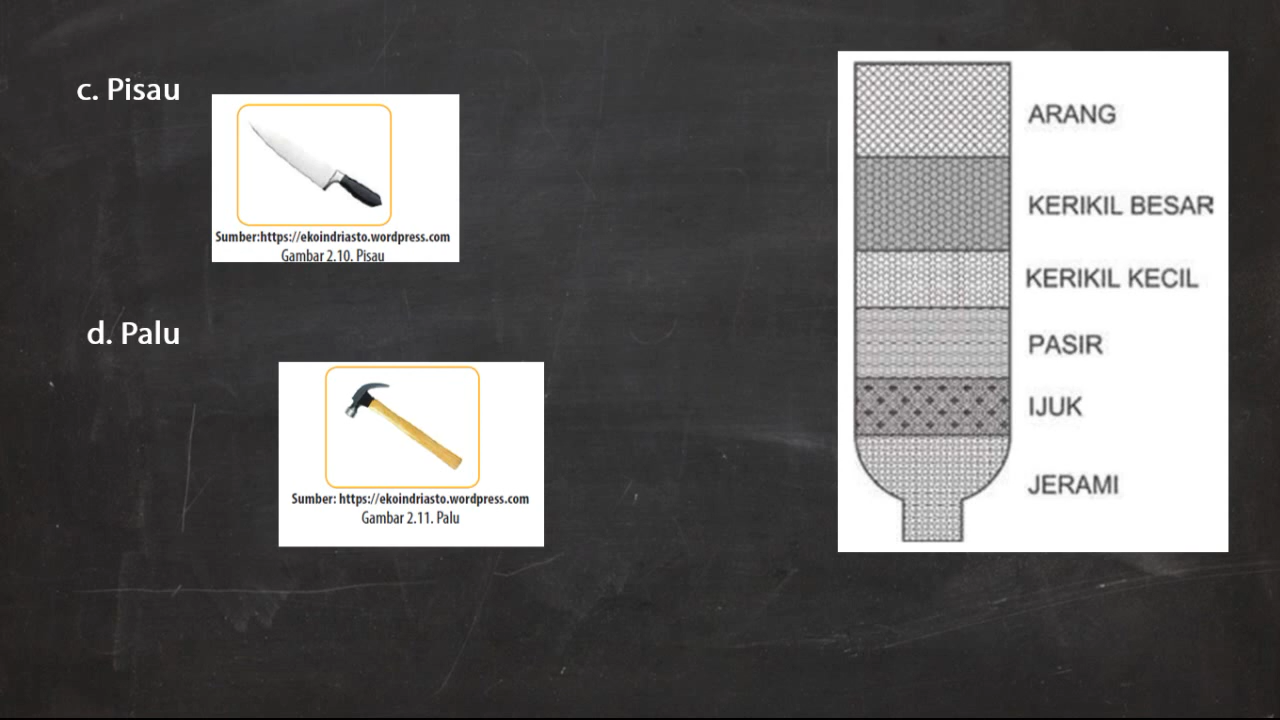 c. Pisau
Sumber:https://ekoindriasto.wordpress.com
Gambar 2.10. Pisau
d. Palu
Sumber: https://ekoindriasto.wordpress.com
Gambar 2.11. Palu
ARANG
KERIKIL BESAR
KERIKIL KECIL
PASIR
IJUK
JERAMI